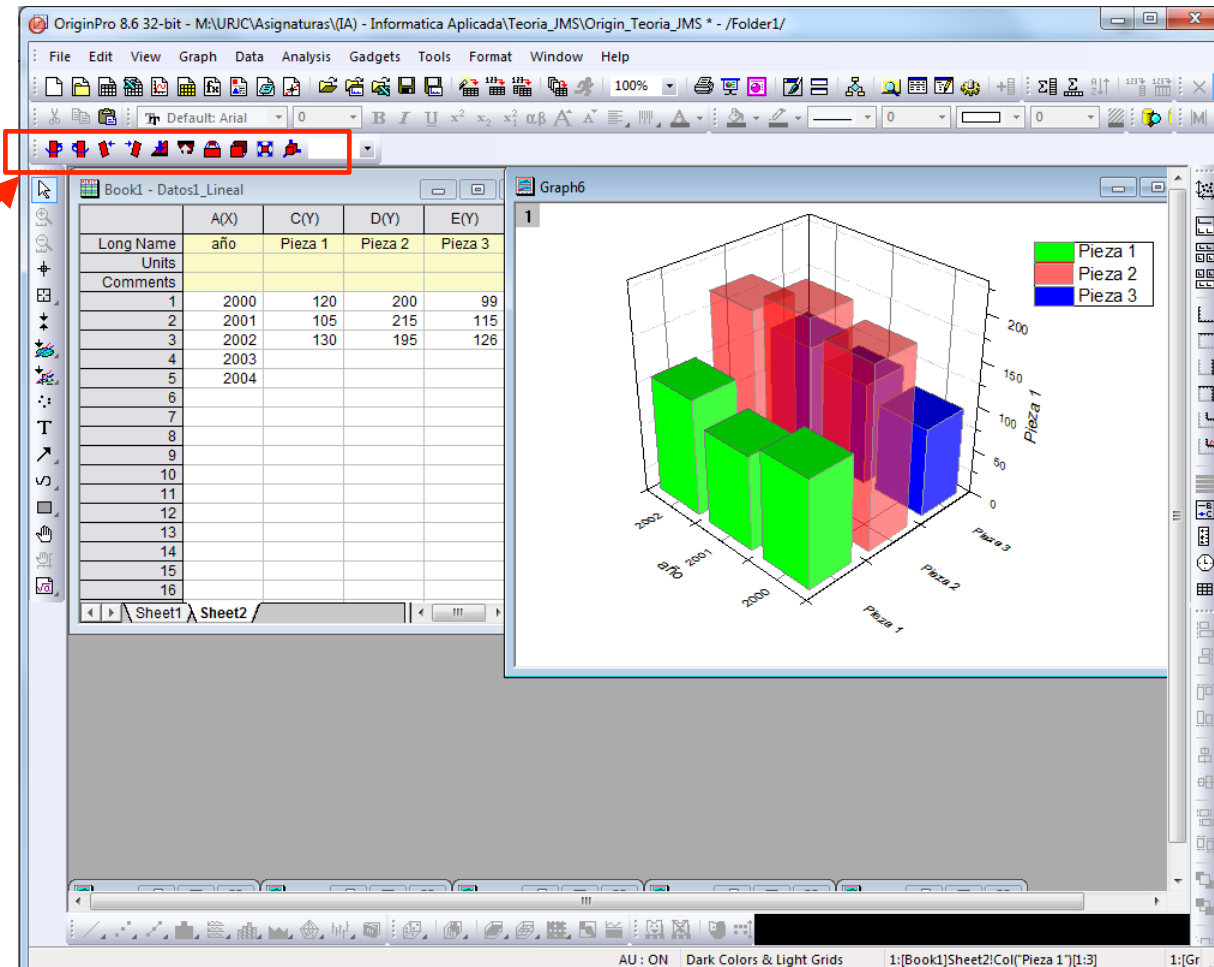 OriginPro 8.6 32-bit - M:\URJC\Asignaturas\(IA) - Informatica Aplicada\Teoria_JMS\Origin_Teoria_JMS * - /Folder1/
File Edit View Graph Data Analysis Gadgets Tools Format Window Help
100%
Default: Arial 0 B I U x² x₂ αβ A A A 0 0
Book1 - Datos1_Lineal
A(X) C(Y) D(Y) E(Y)
Long Name año Pieza 1 Pieza 2 Pieza 3
Units
Comments
1 2000 120 200 99
2 2001 105 215 115
3 2002 130 195 126
4 2003
5 2004
6
7
8
9
10
11
12
13
14
15
16
Sheet1 Sheet2
T
Graph6
1
Pieza 1
Pieza 2
Pieza 3
200
150
100
50
0
Pieza 1
2002
2001
2000
año
Pieza 1
Pieza 2
Pieza 3
AU : ON Dark Colors & Light Grids 1:[Book1]Sheet2!Col("Pieza 1")[1:3] 1:[Gr